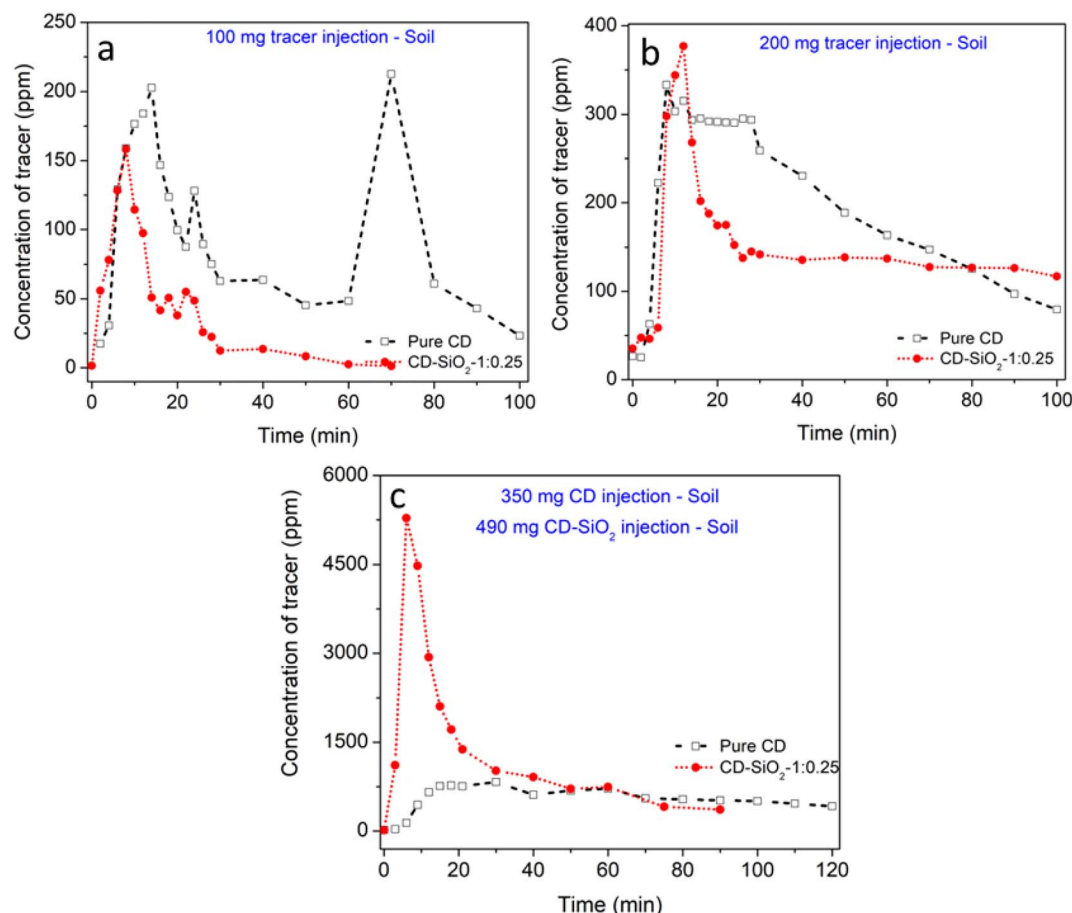 a
100 mg tracer injection - Soil
Concentration of tracer (ppm)
250
200
150
100
50
0
Pure CD
CD-SiO2-1:0.25
0 20 40 60 80 100
Time (min)
b
200 mg tracer injection - Soil
Concentration of tracer (ppm)
400
300
200
100
0
Pure CD
CD-SiO2-1:0.25
0 20 40 60 80 100
Time (min)
c
350 mg CD injection - Soil
490 mg CD-SiO2 injection - Soil
Concentration of tracer (ppm)
6000
4500
3000
1500
0
Pure CD
CD-SiO2-1:0.25
0 20 40 60 80 100 120
Time (min)